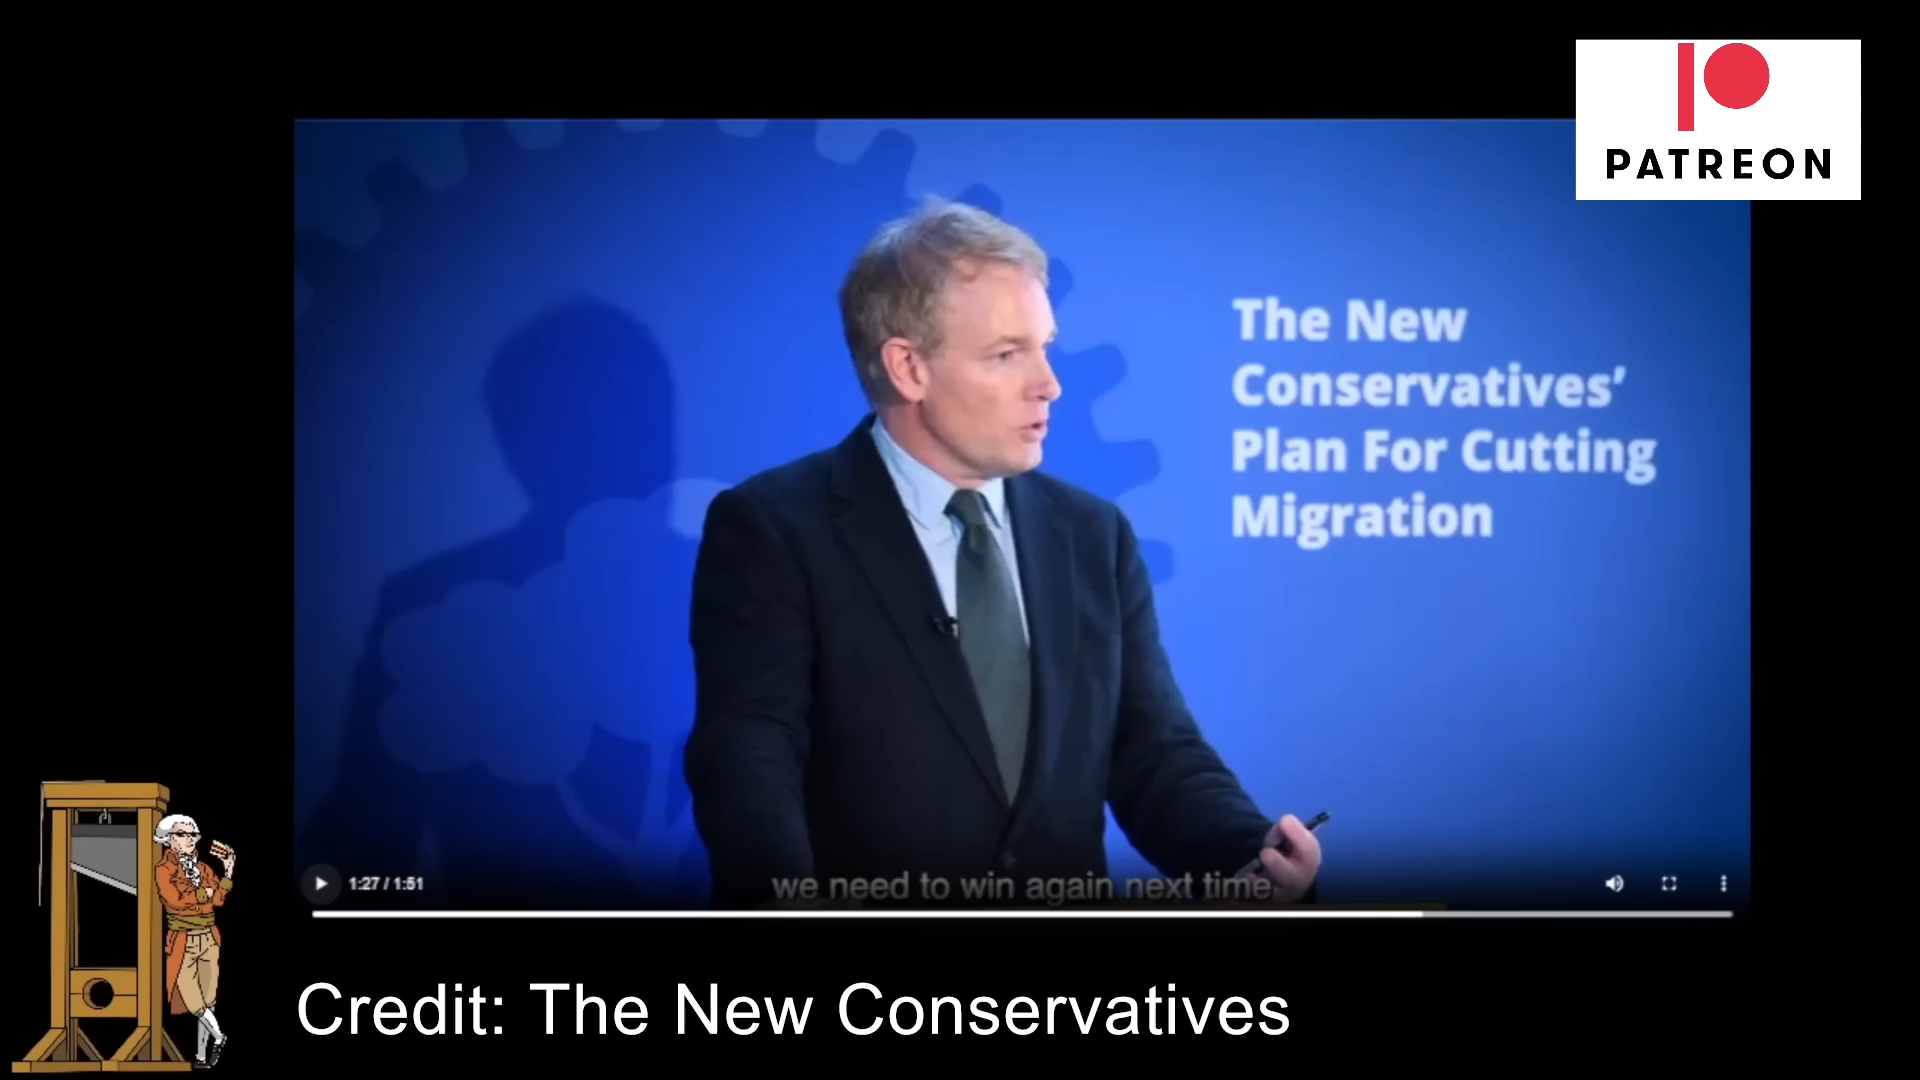 PATREON
The New
Conservatives’
Plan For Cutting
Migration
1:27 / 1:51
we need to win again next time
Credit: The New Conservatives